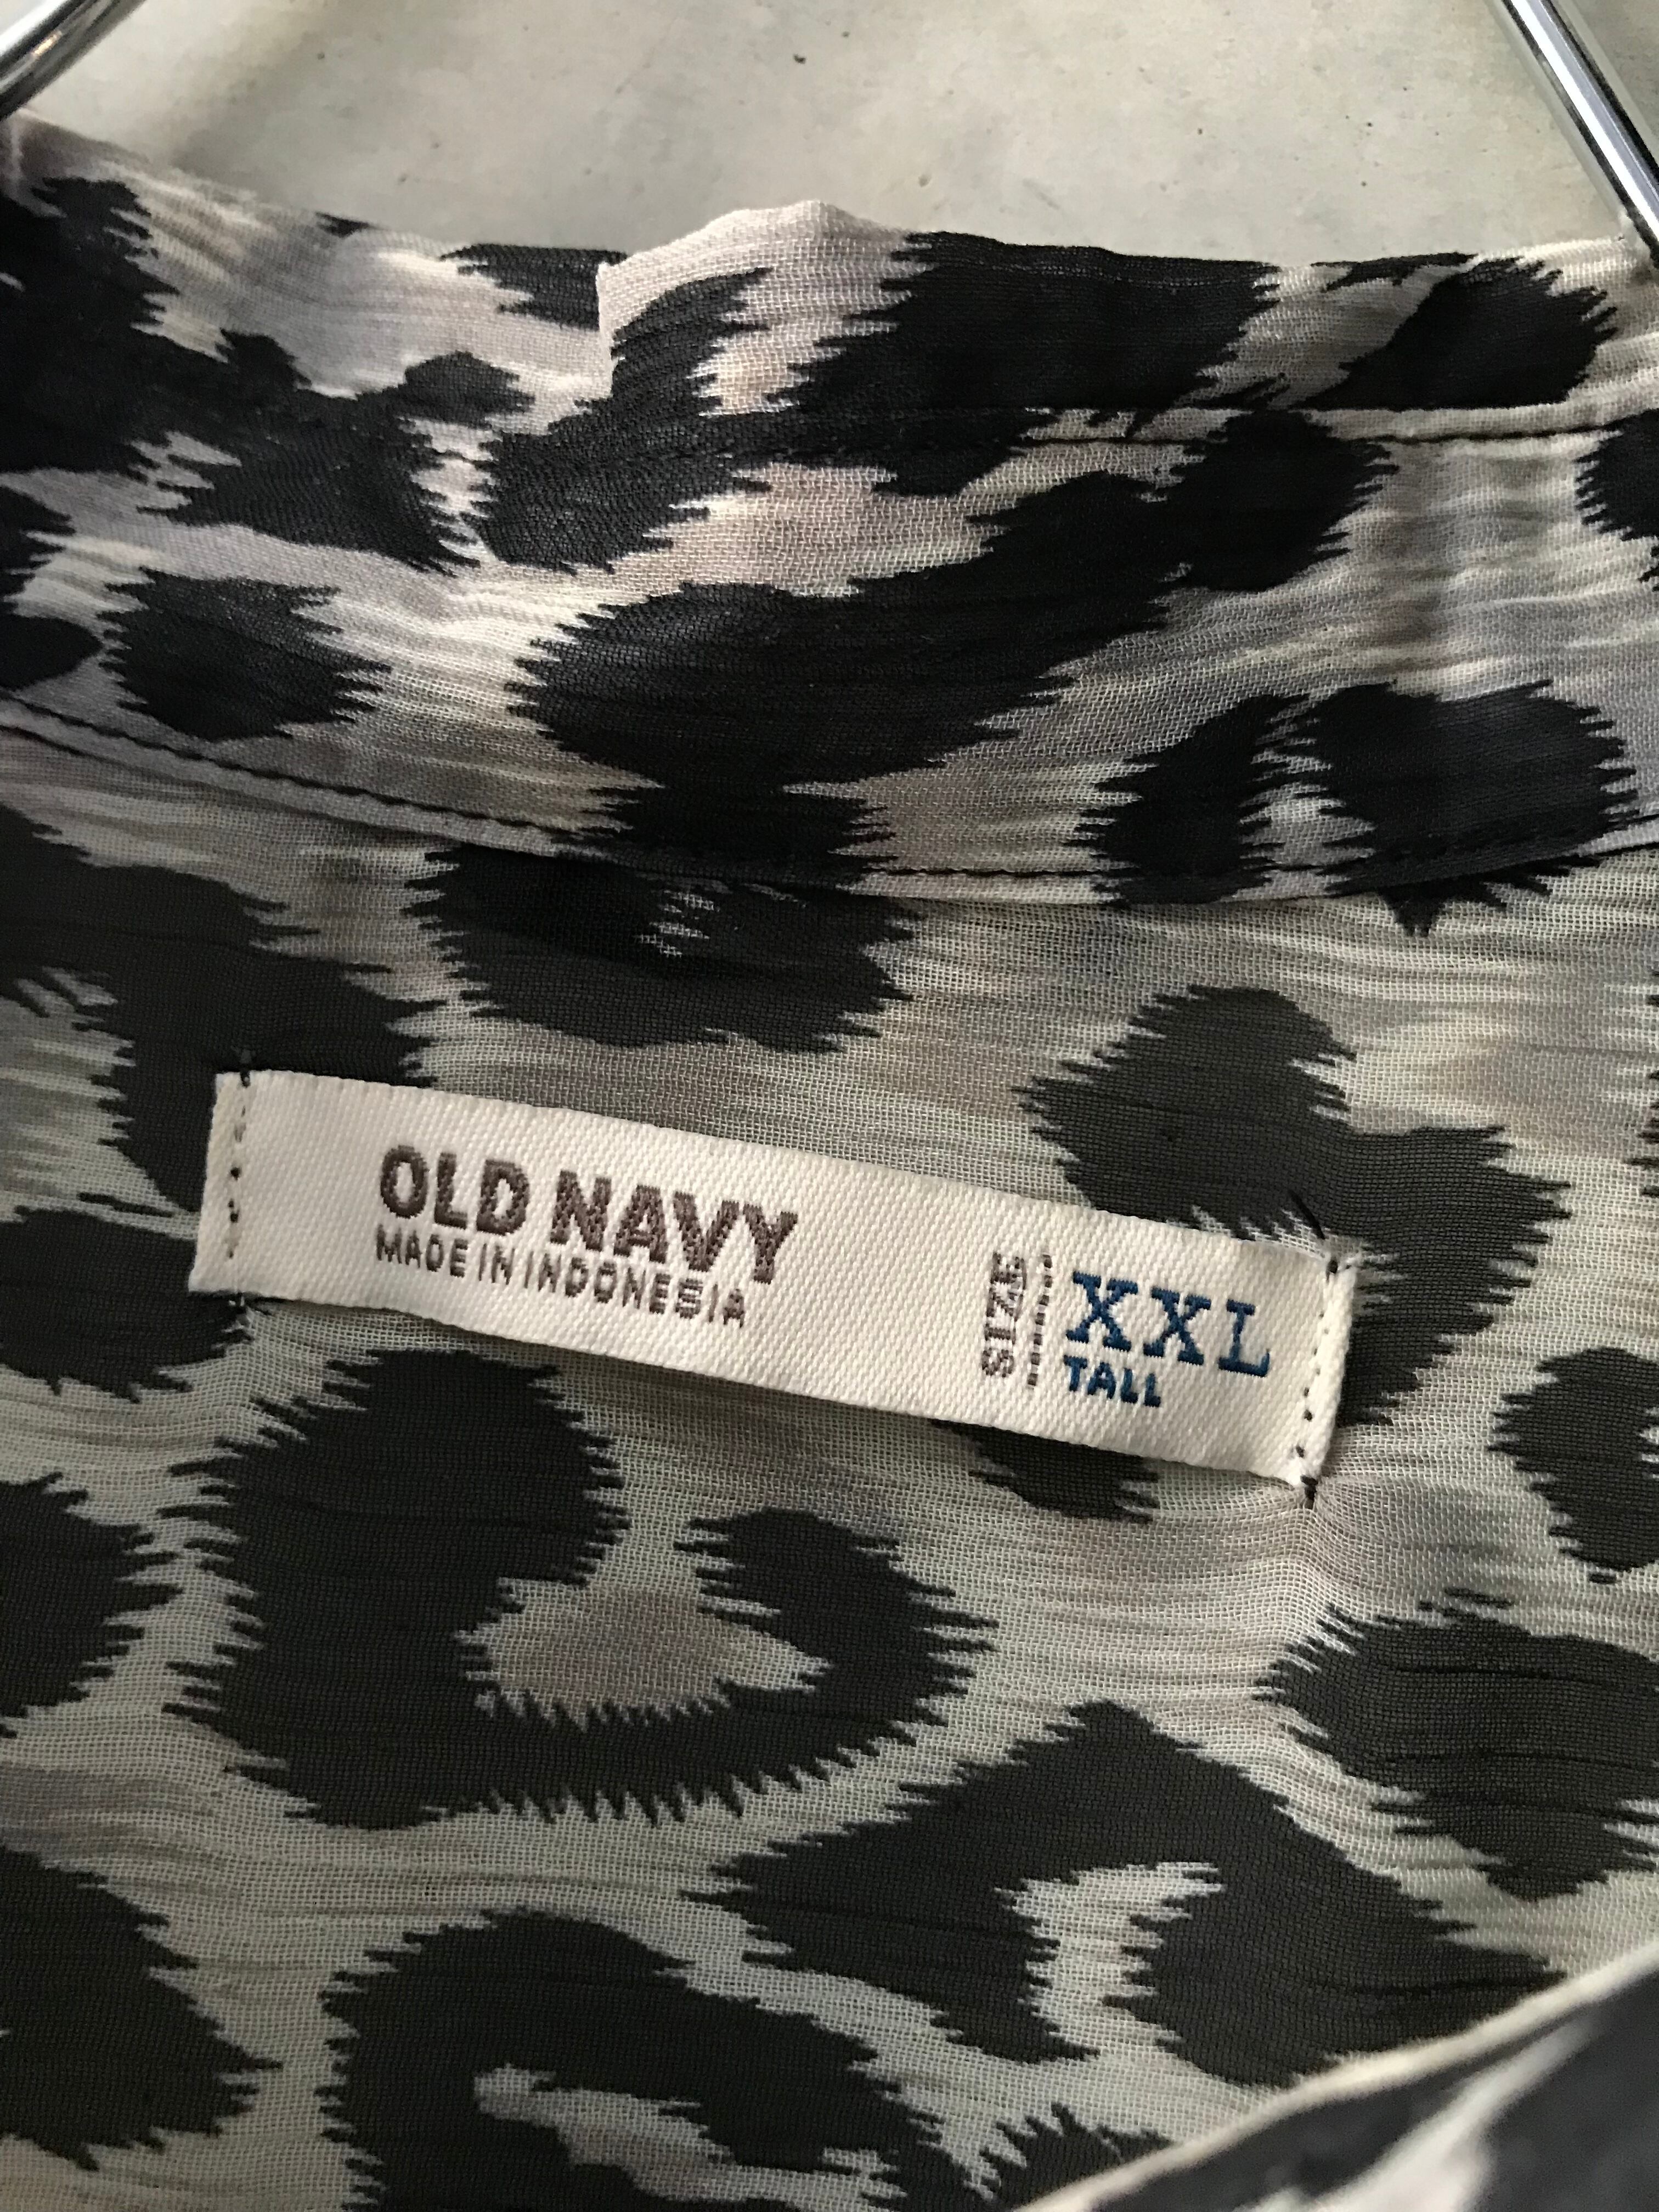 OLD NAVY
MADE IN INDONESIA
SIZE
XXL
TALL